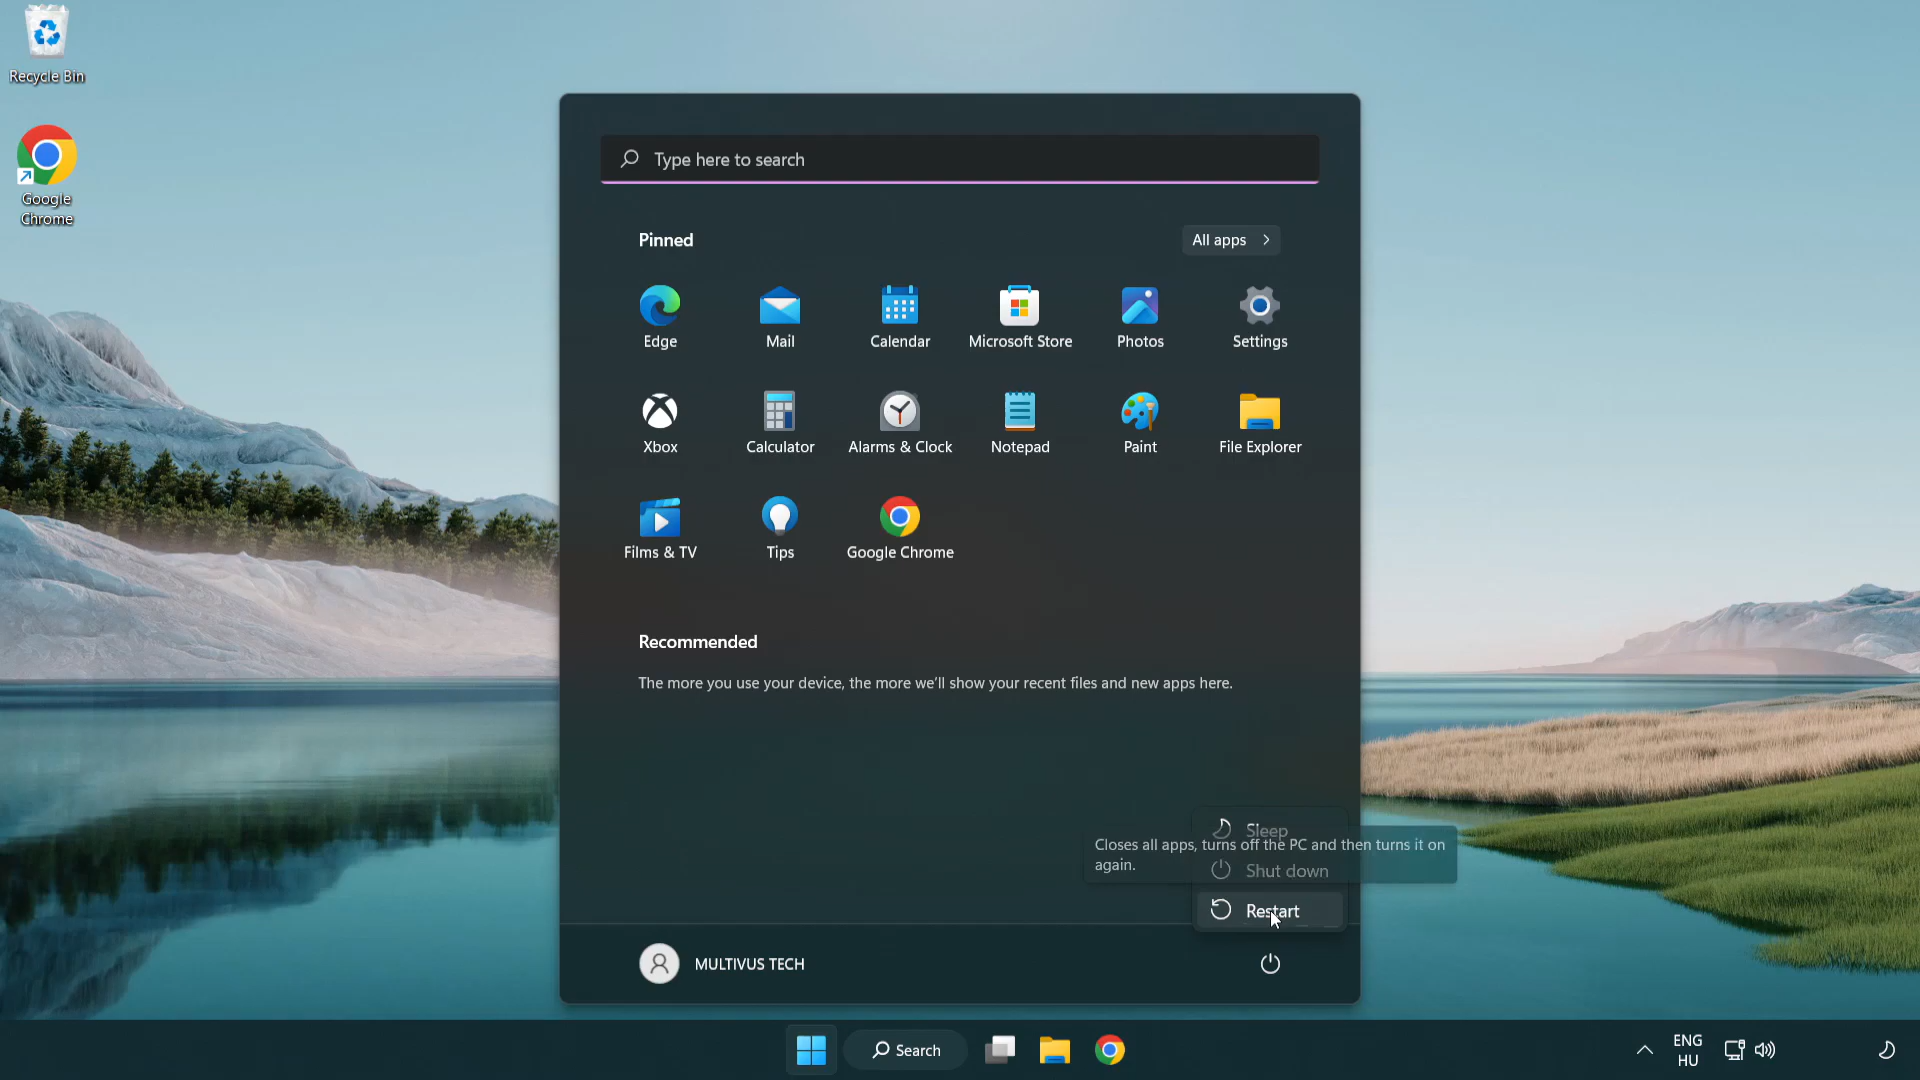 Recycle Bin
Google
Chrome
Type here to search
Pinned
All apps
Edge
Mail
Calendar
Microsoft Store
Photos
Settings
Xbox
Calculator
Alarms & Clock
Notepad
Paint
File Explorer
Films & TV
Tips
Google Chrome
Recommended
The more you use your device, the more we'll show your recent files and new apps here.
Sleep
Closes all apps, turns off the PC and then turns it on
again.
Shut down
Restart
MULTIVUS TECH
Search
ENG
HU